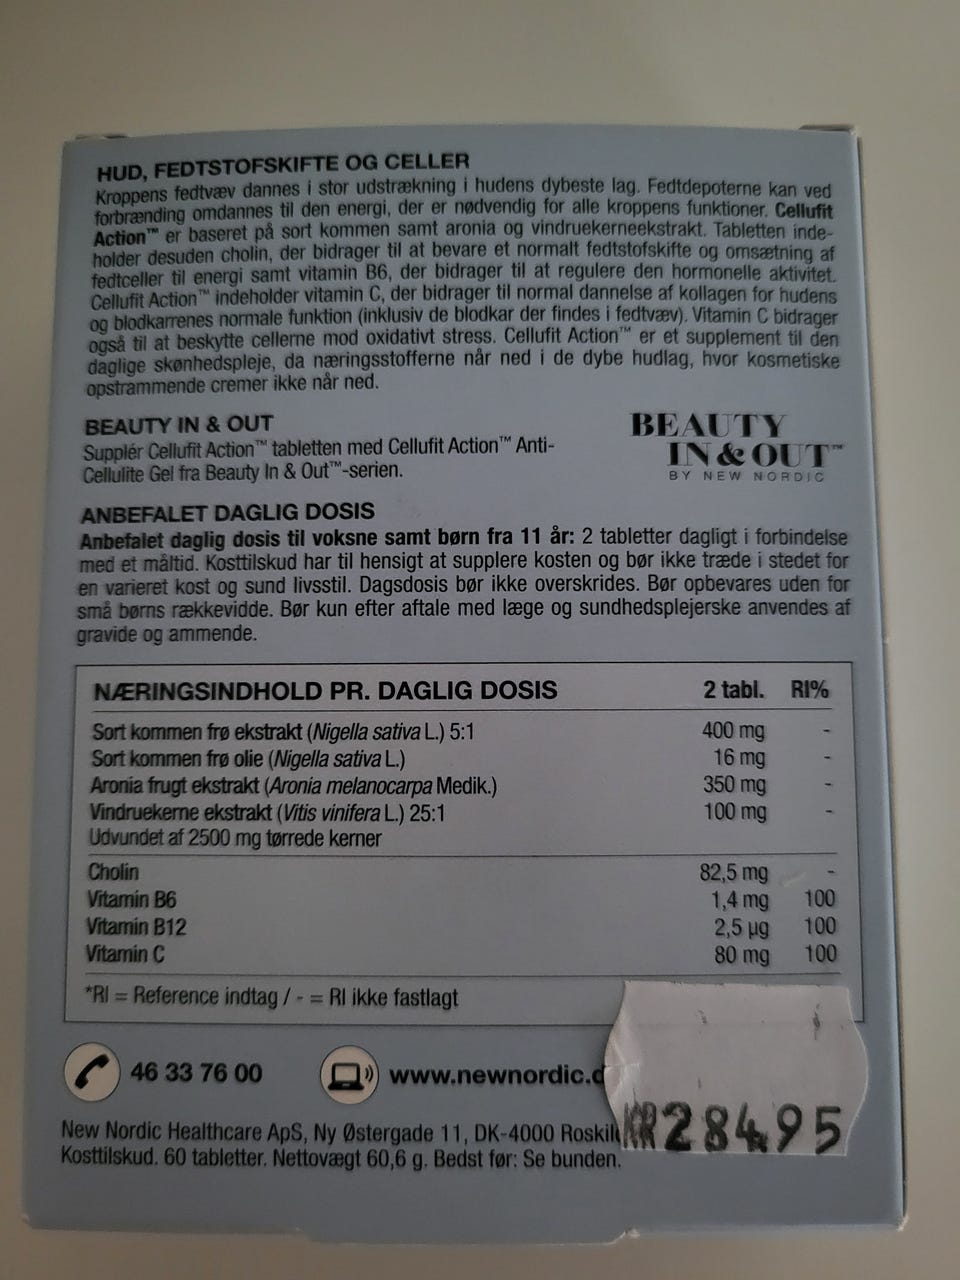 HUD, FEDTSTOFSKIFTE OG CELLER
Kroppens fedtvæv dannes i stor udstrækning i hudens dybeste lag. Fedtdepoterne kan ved
forbrænding omdannes til den energi, der er nødvendig for alle kroppens funktioner. Cellufit
Action™ er baseret på sort kommen samt aronia og vindruekerneekstrakt. Tabletten inde-
holder desuden cholin, der bidrager til at bevare et normalt fedtstofskifte og omsætning af
fedtceller til energi samt vitamin B6, der bidrager til at regulere den hormonelle aktivitet.
Cellufit Action™ indeholder vitamin C, der bidrager til normal dannelse af kollagen for hudens
og blodkarrenes normale funktion (inklusiv de blodkar der findes i fedtvæv). Vitamin C bidrager
også til at beskytte cellerne mod oxidativt stress. Cellufit Action™ er et supplement til den
daglige skønhedspleje, da næringsstofferne når ned i de dybe hudlag, hvor kosmetiske
opstrammende cremer ikke når ned.
BEAUTY IN & OUT
Supplér Cellufit Action™ tabletten med Cellufit Action™ Anti-
Cellulite Gel fra Beauty In & Out™-serien.
BEAUTY
IN & OUT™
BY NEW NORDIC
ANBEFALET DAGLIG DOSIS
Anbefalet daglig dosis til voksne samt børn fra 11 år: 2 tabletter dagligt i forbindelse
med et måltid. Kosttilskud har til hensigt at supplere kosten og bør ikke træde i stedet for
en varieret kost og sund livsstil. Dagsdosis bør ikke overskrides. Bør opbevares uden for
små børns rækkevidde. Bør kun efter aftale med læge og sundhedsplejerske anvendes af
gravide og ammende.
NÆRINGSINDHOLD PR. DAGLIG DOSIS 2 tabl. RI%
Sort kommen frø ekstrakt (Nigella sativa L.) 5:1 400 mg -
Sort kommen frø olie (Nigella sativa L.) 16 mg -
Aronia frugt ekstrakt (Aronia melanocarpa Medik.) 350 mg -
Vindruekerne ekstrakt (Vitis vinifera L.) 25:1 100 mg -
Udvundet af 2500 mg tørrede kerner
Cholin 82,5 mg -
Vitamin B6 1,4 mg 100
Vitamin B12 2,5 µg 100
Vitamin C 80 mg 100
*RI = Reference indtag / - = RI ikke fastlagt
46 33 76 00 www.newnordic.d
New Nordic Healthcare ApS, Ny Østergade 11, DK-4000 Roskil
Kosttilskud. 60 tabletter. Nettovægt 60,6 g. Bedst før: Se bunden.
KR 284.95